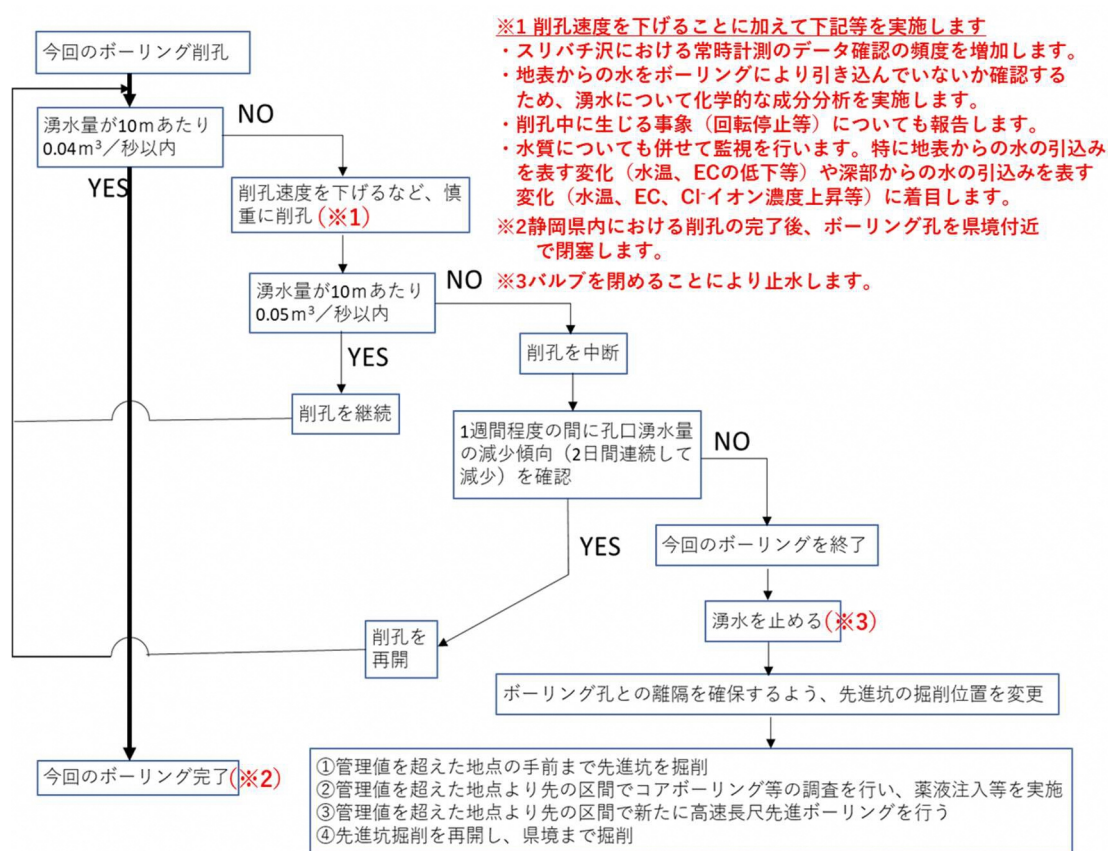 今回のボーリング削孔
湧水量が10mあたり
0.04m³／秒以内
NO
YES
削孔速度を下げるなど、慎
重に削孔(※1)
湧水量が10mあたり
0.05m³／秒以内
NO
YES
削孔を中断
削孔を継続
1週間程度の間に孔口湧水量
の減少傾向（2日間連続して
減少）を確認
NO
YES
今回のボーリングを終了
湧水を止める(※3)
削孔を
再開
ボーリング孔との離隔を確保するよう、先進坑の掘削位置を変更
今回のボーリング完了(※2)
①管理値を超えた地点の手前まで先進坑を掘削
②管理値を超えた地点より先の区間でコアボーリング等の調査を行い、薬液注入等を実施
③管理値を超えた地点より先の区間で新たに高速長尺先進ボーリングを行う
④先進坑掘削を再開し、県境まで掘削
※1 削孔速度を下げることに加えて下記等を実施します
・スリバチ沢における常時計測のデータ確認の頻度を増加します。
・地表からの水をボーリングにより引き込んでいないか確認する
ため、湧水について化学的な成分分析を実施します。
・削孔中に生じる事象（回転停止等）についても報告します。
・水質についても併せて監視を行います。特に地表からの水の引込み
を表す変化（水温、ECの低下等）や深部からの水の引込みを表す
変化（水温、EC、Cl⁻イオン濃度上昇等）に着目します。
※2静岡県内における削孔の完了後、ボーリング孔を県境付近
で閉塞します。
※3バルブを閉めることにより止水します。